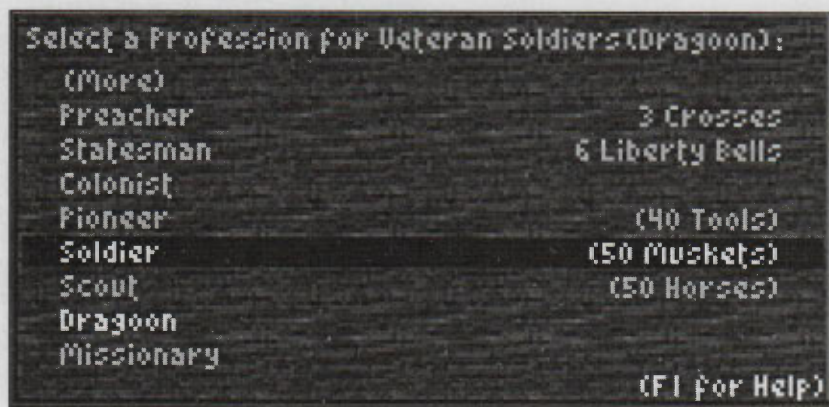 Select a Profession for Veteran Soldiers (Dragoon):
(More)
Preacher 3 Crosses
Statesman 6 Liberty Bells
Colonist
Pioneer (40 Tools)
Soldier (50 Muskets)
Scout (50 Horses)
Dragoon
Missionary
(F1 for Help)